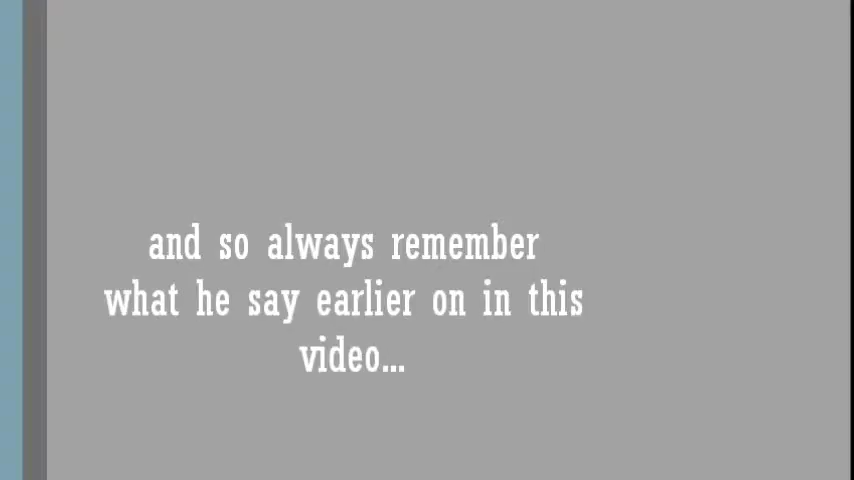 and so always remember
what he say earlier on in this
video...